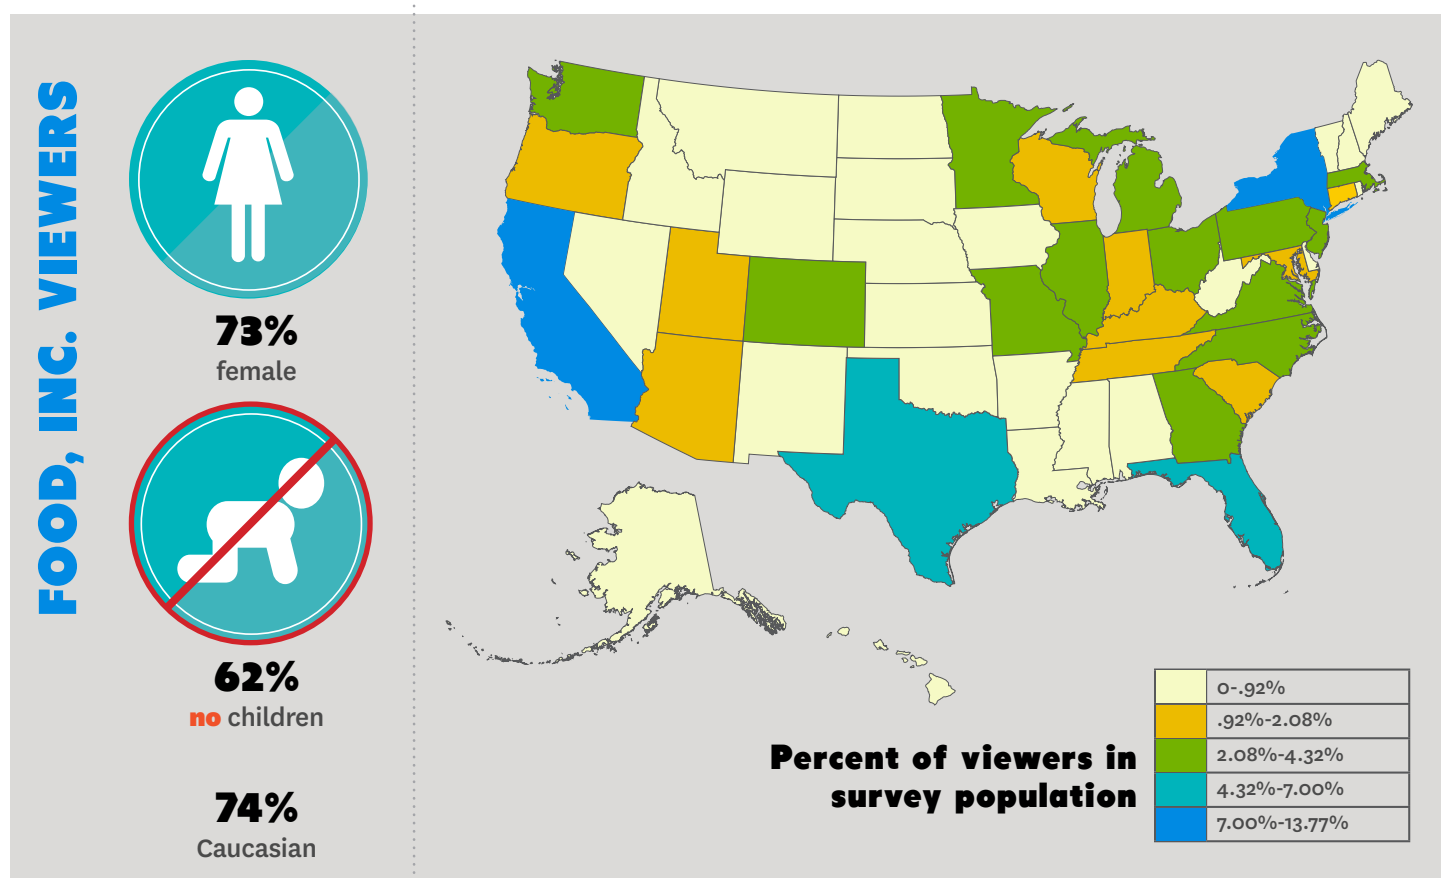 FOOD, INC. VIEWERS
73%
female
62%
no children
74%
Caucasian
Percent of viewers in
survey population
0-.92%
.92%-2.08%
2.08%-4.32%
4.32%-7.00%
7.00%-13.77%